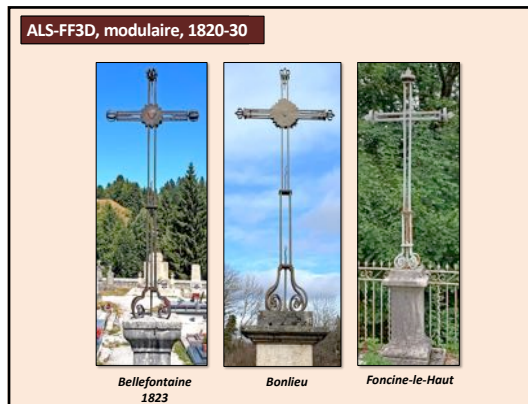 ALS-FF3D, modulaire, 1820-30
Bellefontaine
1823
Bonlieu
Foncine-le-Haut